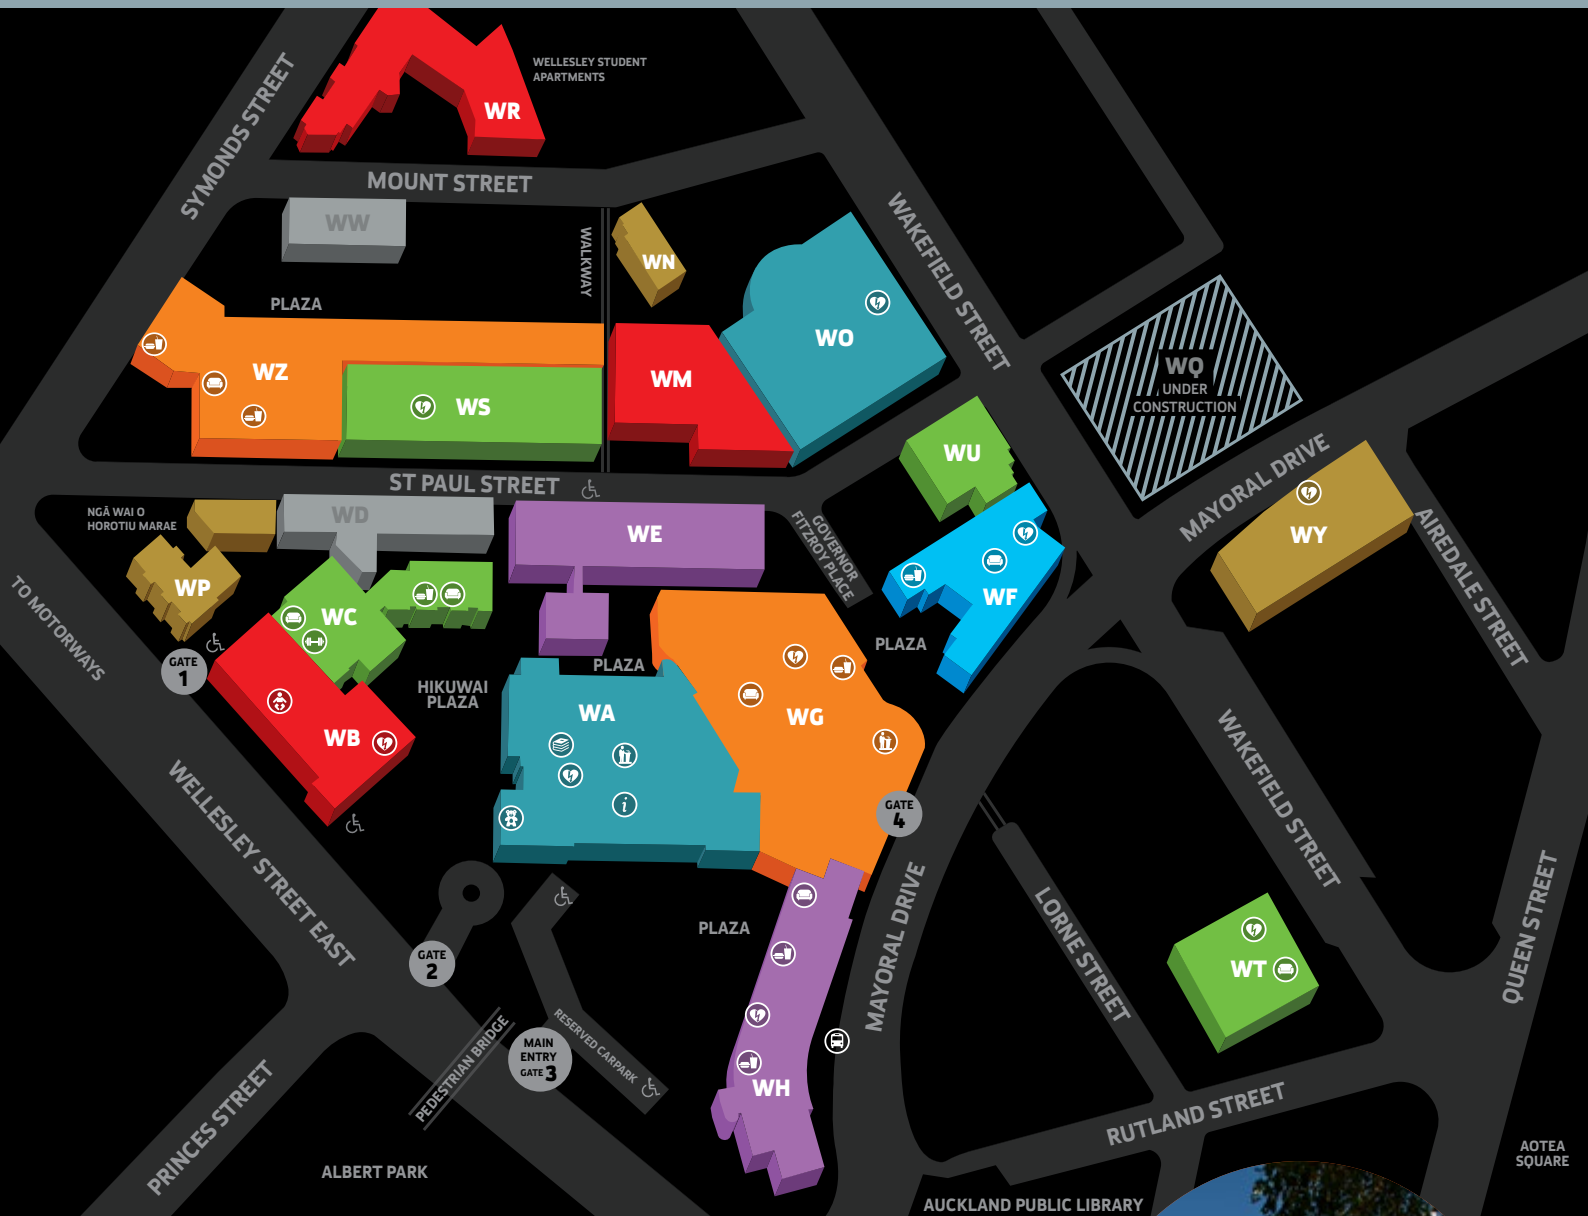 WELLESLEY STUDENT
APARTMENTS
SYMONDS STREET
WR
MOUNT STREET
WW
WALKWAY
WN
WAKEFIELD STREET
PLAZA
WO
WZ
WM
WS
WQ
UNDER
CONSTRUCTION
WU
MAYORAL DRIVE
ST PAUL STREET
NGĀ WAI O
HOROTIU MARAE
WD
WE
GOVERNOR
FITZROY PLACE
WY
AIREDALE STREET
WP
WC
WF
TO MOTORWAYS
GATE
1
PLAZA
PLAZA
HIKUWAI
PLAZA
WA
WG
WB
WAKEFIELD STREET
i
GATE
4
WELLESLEY STREET EAST
MAYORAL DRIVE
LORNE STREET
QUEEN STREET
PLAZA
GATE
2
WT
RESERVED CARPARK
PEDESTRIAN BRIDGE
MAIN
ENTRY
GATE 3
WH
PRINCES STREET
RUTLAND STREET
ALBERT PARK
AOTEA
SQUARE
AUCKLAND PUBLIC LIBRARY